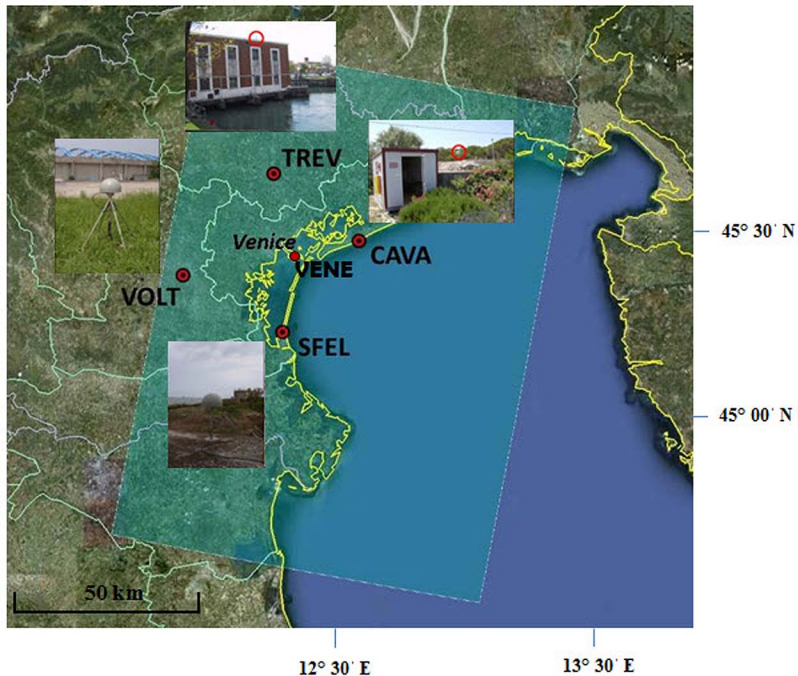 TREV
45° 30' N
Venice
CAVA
VENE
VOLT
SFEL
45° 00' N
50 km
12° 30' E
13° 30' E